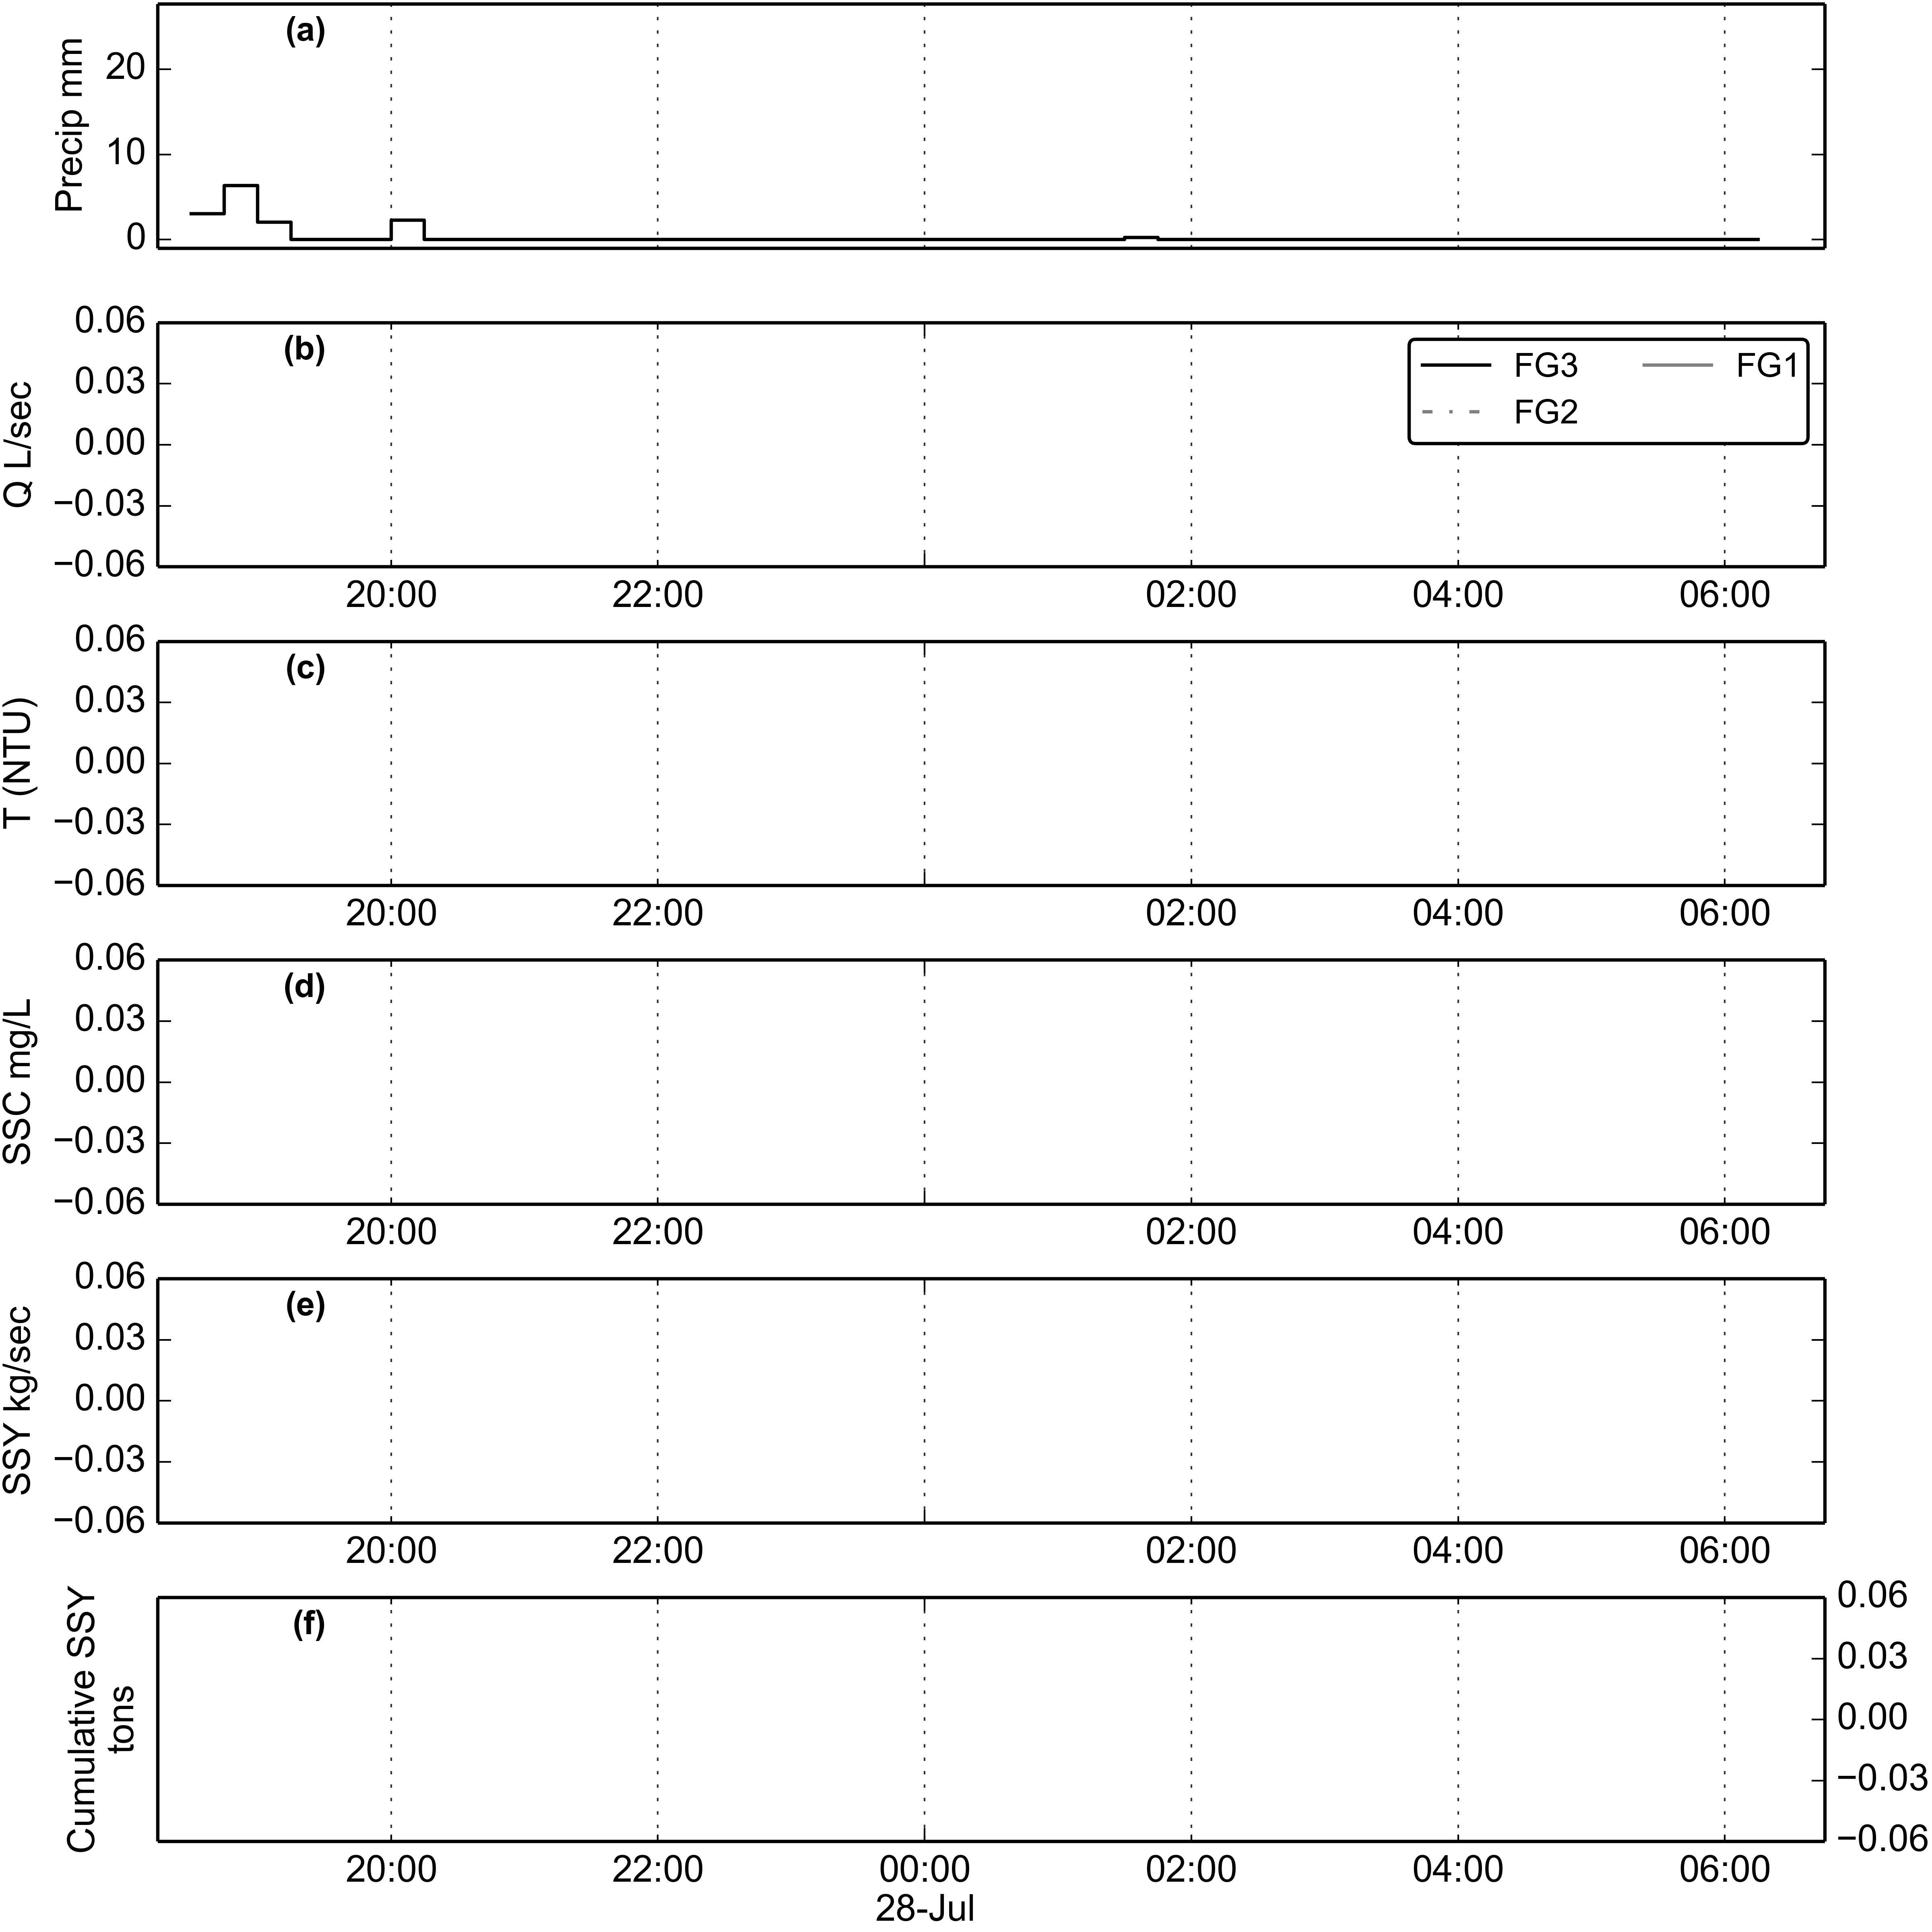 (a)
Precip mm
20
10
0
(b)
Q L/sec
0.06
0.03
0.00
−0.03
−0.06
FG3
FG1
FG2
20:00 22:00 02:00 04:00 06:00
(c)
T (NTU)
0.06
0.03
0.00
−0.03
−0.06
20:00 22:00 02:00 04:00 06:00
(d)
SSC mg/L
0.06
0.03
0.00
−0.03
−0.06
20:00 22:00 02:00 04:00 06:00
(e)
SSY kg/sec
0.06
0.03
0.00
−0.03
−0.06
20:00 22:00 02:00 04:00 06:00
(f)
Cumulative SSY
tons
0.06
0.03
0.00
−0.03
−0.06
20:00 22:00 00:00 02:00 04:00 06:00
28-Jul